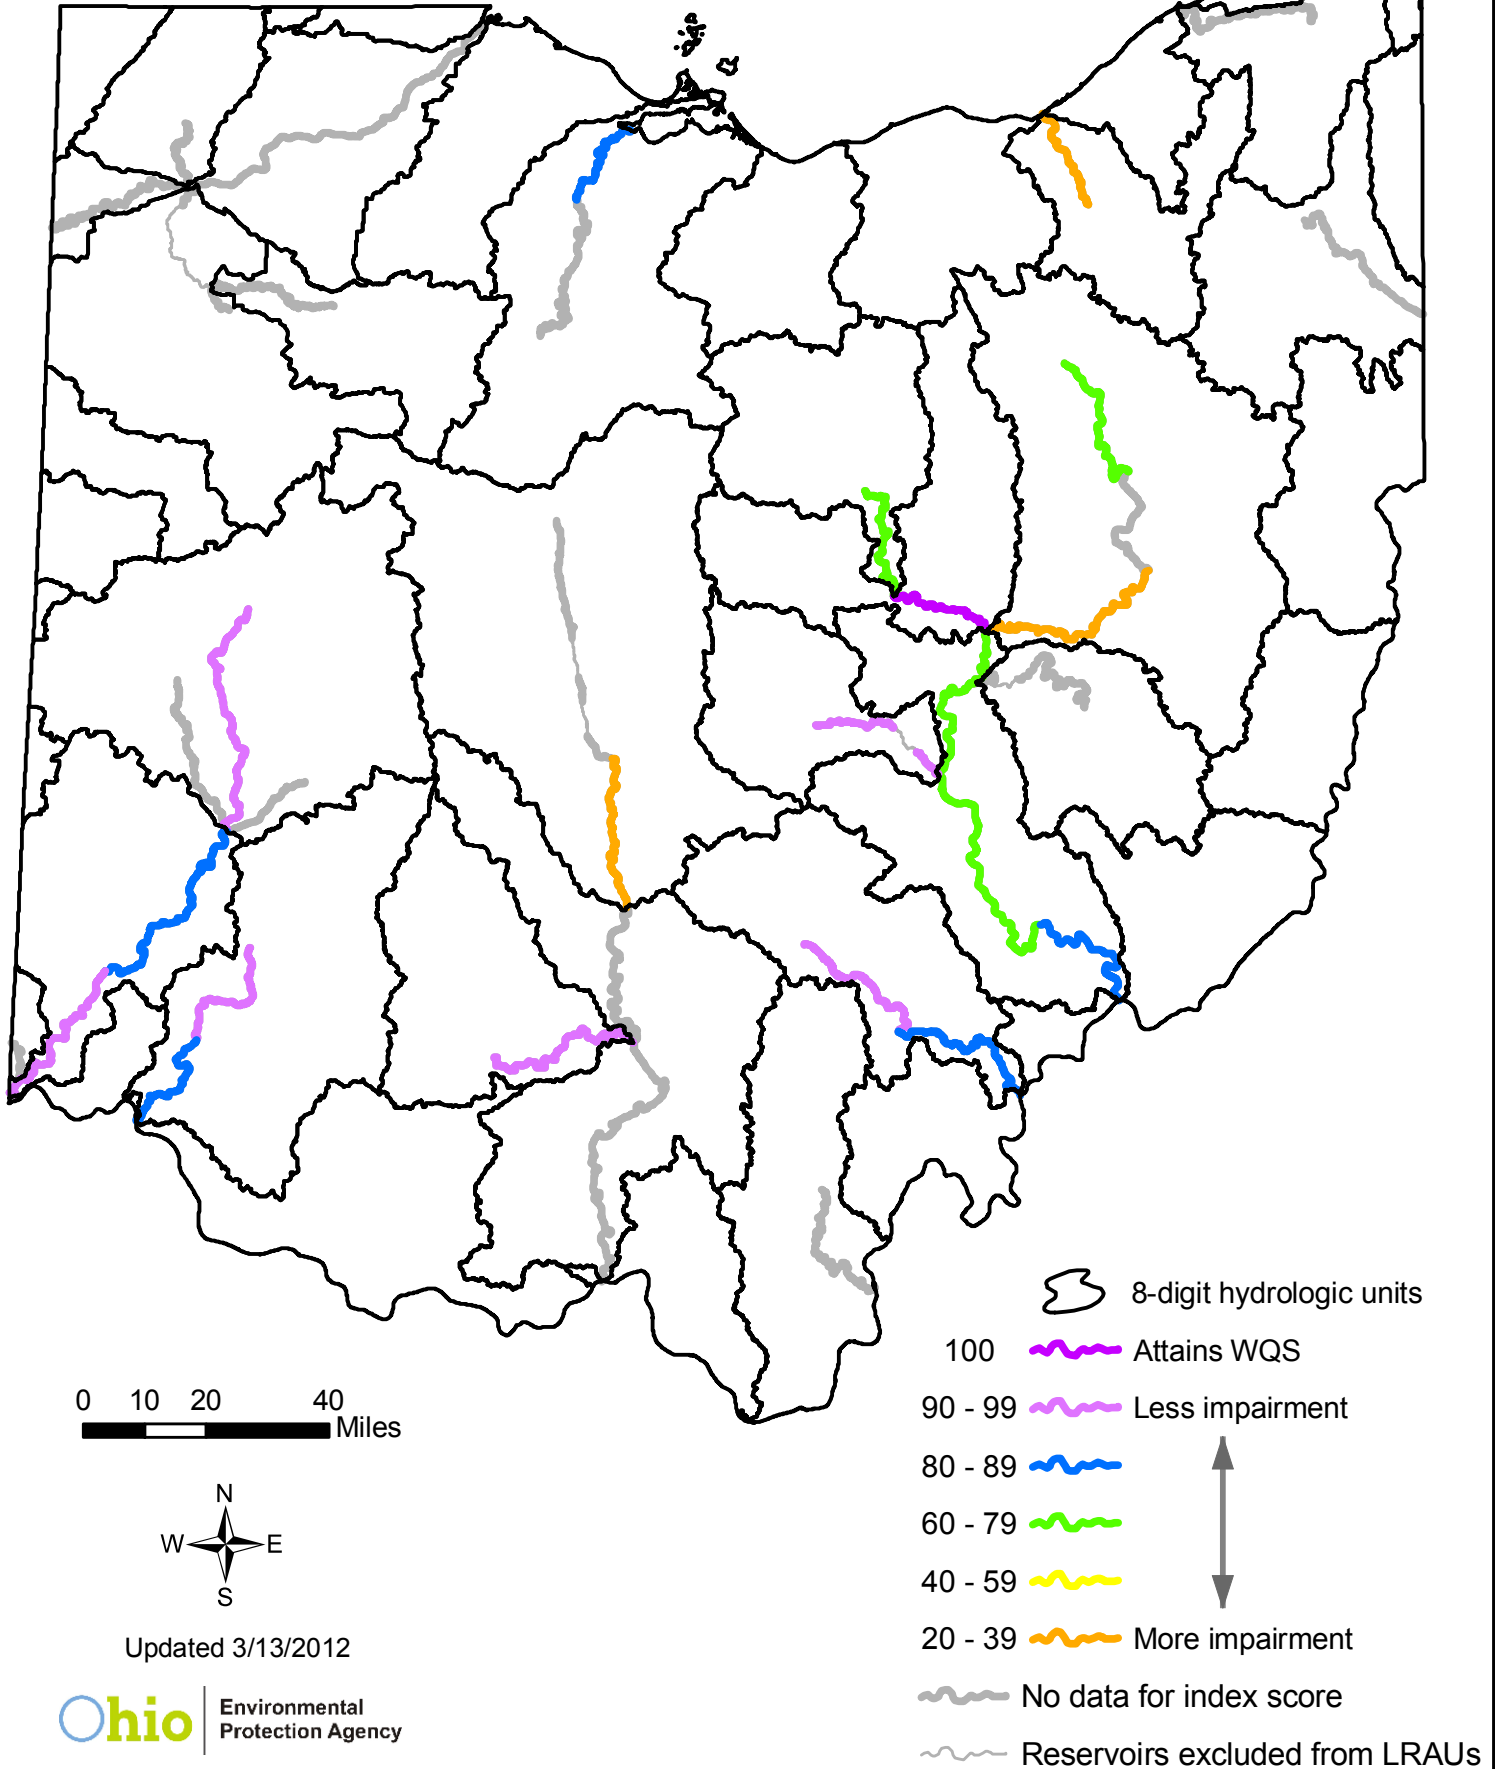 8-digit hydrologic units
100 Attains WQS
90 - 99 Less impairment
80 - 89
60 - 79
40 - 59
20 - 39 More impairment
No data for index score
Reservoirs excluded from LRAUs
0 10 20 40
Miles
N
W E
S
Updated 3/13/2012
Ohio Environmental
Protection Agency